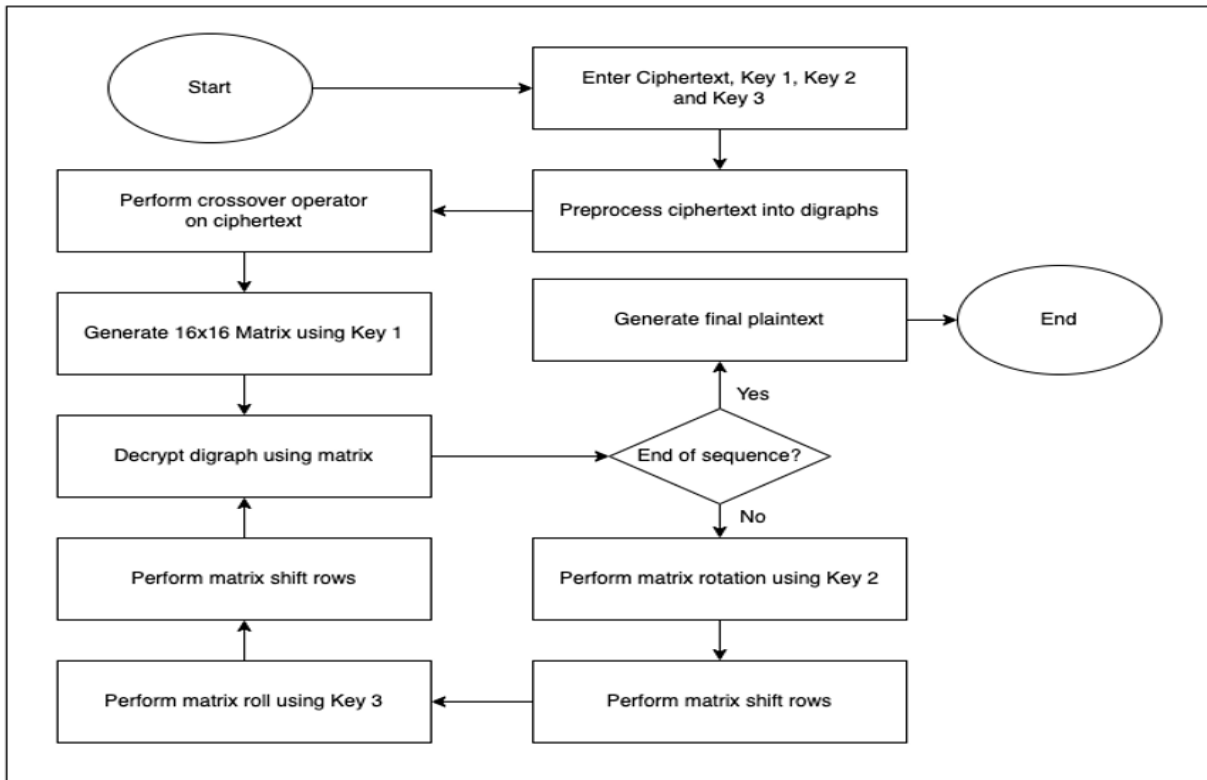 Start
Enter Ciphertext, Key 1, Key 2
and Key 3
Preprocess ciphertext into digraphs
Perform crossover operator
on ciphertext
Generate 16x16 Matrix using Key 1
Decrypt digraph using matrix
End of sequence?
Yes
Generate final plaintext
End
No
Perform matrix rotation using Key 2
Perform matrix shift rows
Perform matrix roll using Key 3
Perform matrix shift rows